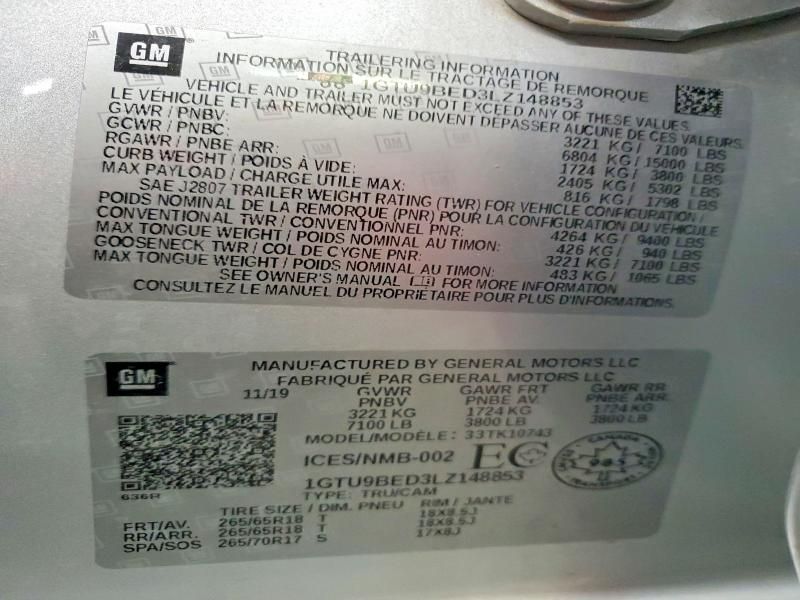 GM
TRAILERING INFORMATION
INFORMATION SUR LE TRACTAGE DE REMORQUE
1GTU9BED3LZ148853
VEHICLE AND TRAILER MUST NOT EXCEED ANY OF THESE VALUES.
LE VÉHICULE ET LA REMORQUE NE DOIVENT DÉPASSER AUCUNE DE CES VALEURS.
GVWR / PNBV: 3221 KG / 7100 LBS
GCWR / PNBC: 6804 KG / 15000 LBS
RGAWR / PNBE ARR: 1724 KG / 3800 LBS
CURB WEIGHT / POIDS À VIDE: 2405 KG / 5302 LBS
MAX PAYLOAD / CHARGE UTILE MAX: 816 KG / 1798 LBS
SAE J2807 TRAILER WEIGHT RATING (TWR) FOR VEHICLE CONFIGURATION /
POIDS NOMINAL DE LA REMORQUE (PNR) POUR LA CONFIGURATION DU VÉHICULE
CONVENTIONAL TWR / CONVENTIONNEL PNR: 4264 KG / 9400 LBS
MAX TONGUE WEIGHT / POIDS NOMINAL AU TIMON: 426 KG / 940 LBS
GOOSENECK TWR / COL DE CYGNE PNR: 3221 KG / 7100 LBS
MAX TONGUE WEIGHT / POIDS NOMINAL AU TIMON: 483 KG / 1065 LBS
SEE OWNER'S MANUAL FOR MORE INFORMATION
CONSULTEZ LE MANUEL DU PROPRIÉTAIRE POUR PLUS D'INFORMATIONS.
GM
MANUFACTURED BY GENERAL MOTORS LLC
FABRIQUÉ PAR GENERAL MOTORS LLC
11/19 GVWR GAWR FRT GAWR RR
PNBV PNBE AV. PNBE ARR.
3221 KG 1724 KG 1724 KG
7100 LB 3800 LB 3800 LB
MODEL/MODÈLE: 33TK10743
ICES/NMB-002 EC
CANADA
1GTU9BED3LZ148853
636R
TYPE: TRU/CAM
TIRE SIZE / DIM. PNEU RIM / JANTE
FRT/AV. 265/65R18 T 18X8.5J
RR/ARR. 265/65R18 T 18X8.5J
SPA/SOS 265/70R17 S 17X8J